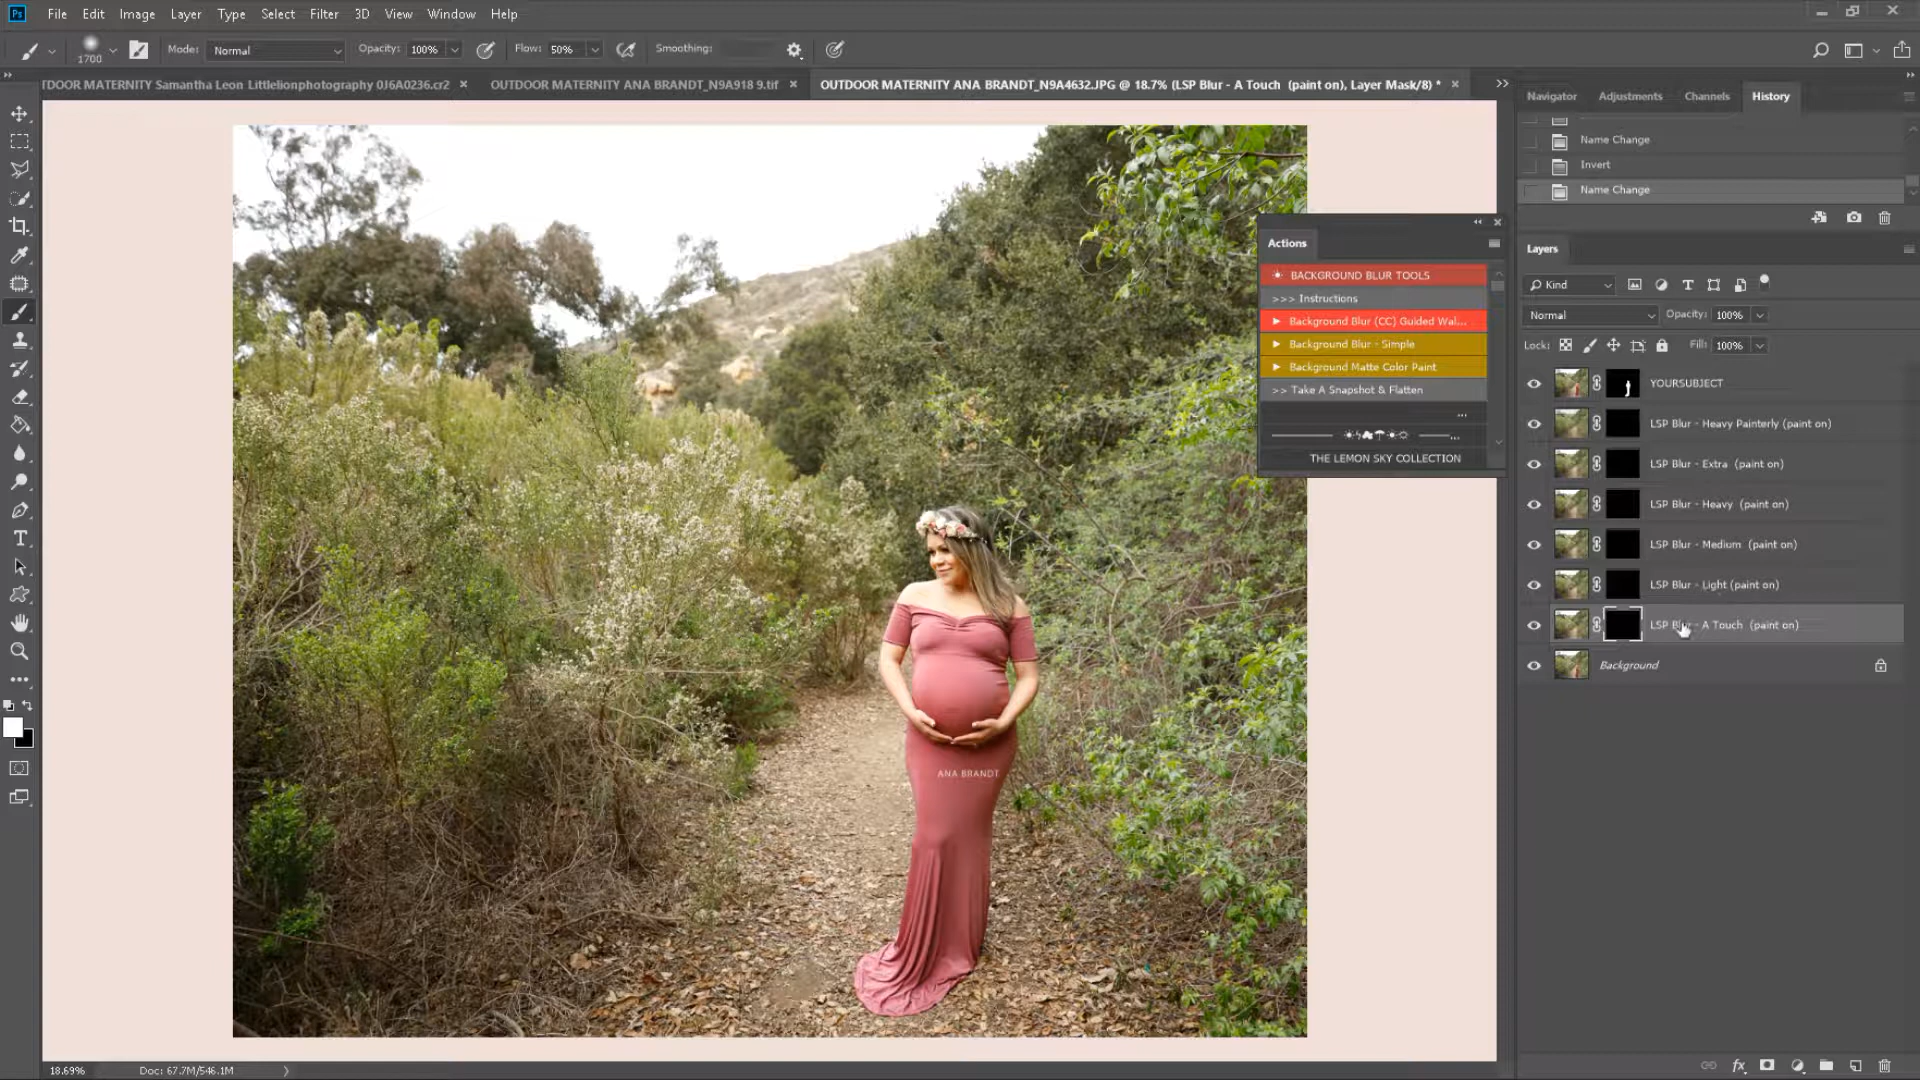 Ps File Edit Image Layer Type Select Filter 3D View Window Help
1700 Mode: Normal Opacity: 100% Flow: 50% Smoothing:
TDOOR MATERNITY Samantha Leon Littlelionphotography 0J6A0236.cr2 × OUTDOOR MATERNITY ANA BRANDT_N9A918 9.tif × OUTDOOR MATERNITY ANA BRANDT_N9A4632.JPG @ 18.7% (LSP Blur - A Touch (paint on), Layer Mask/8) * ×
Navigator Adjustments Channels History
Name Change
Invert
Name Change
Actions
BACKGROUND BLUR TOOLS
>>> Instructions
Background Blur (CC) Guided Wal...
Background Blur - Simple
Background Matte Color Paint
>> Take A Snapshot & Flatten
...
...
THE LEMON SKY COLLECTION
Layers
Kind
Normal Opacity: 100%
Lock: Fill: 100%
YOURSUBJECT
LSP Blur - Heavy Painterly (paint on)
LSP Blur - Extra (paint on)
LSP Blur - Heavy (paint on)
LSP Blur - Medium (paint on)
LSP Blur - Light (paint on)
LSP Blur - A Touch (paint on)
Background
ANA BRANDT
18.69% Doc: 67.7M/546.1M